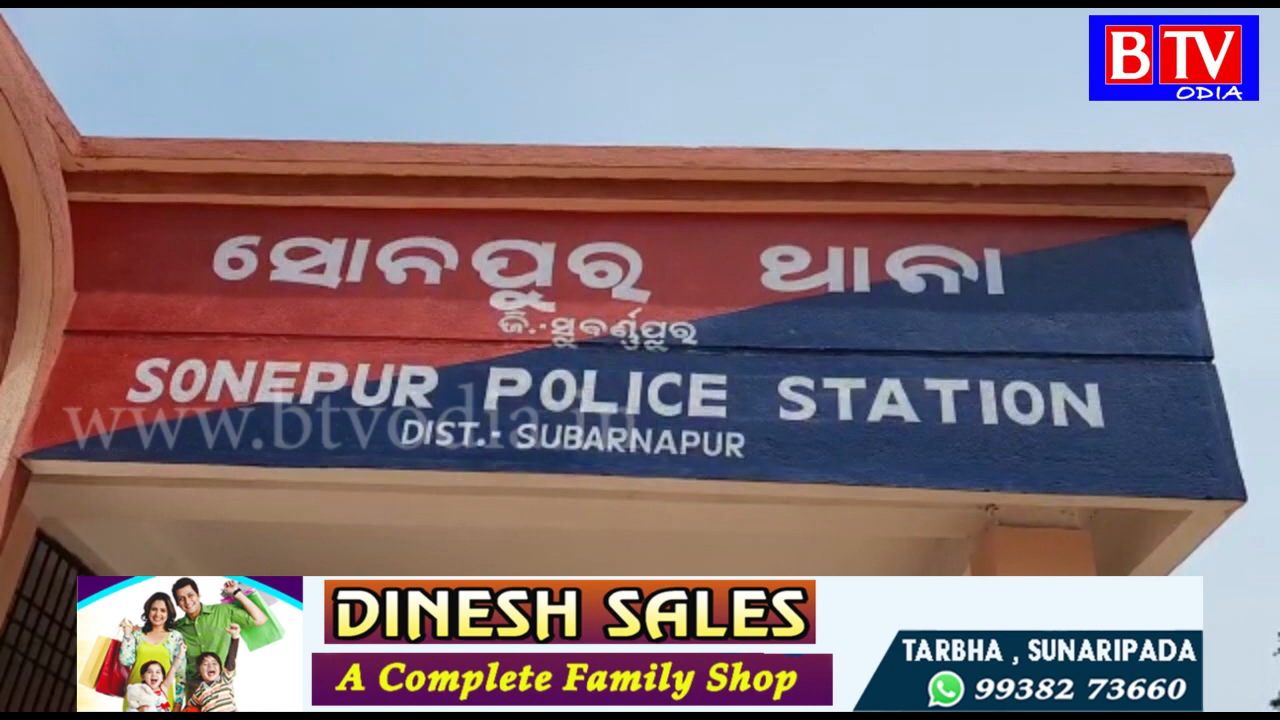 BTV
ODIA
ସୋନପୁର ଥାନା
ଜି.-ସୁବର୍ଣ୍ଣପୁର
SONEPUR POLICE STATION
www.btvodia.in
DIST.- SUBARNAPUR
DINESH SALES
A Complete Family Shop
TARBHA , SUNARIPADA
99382 73660